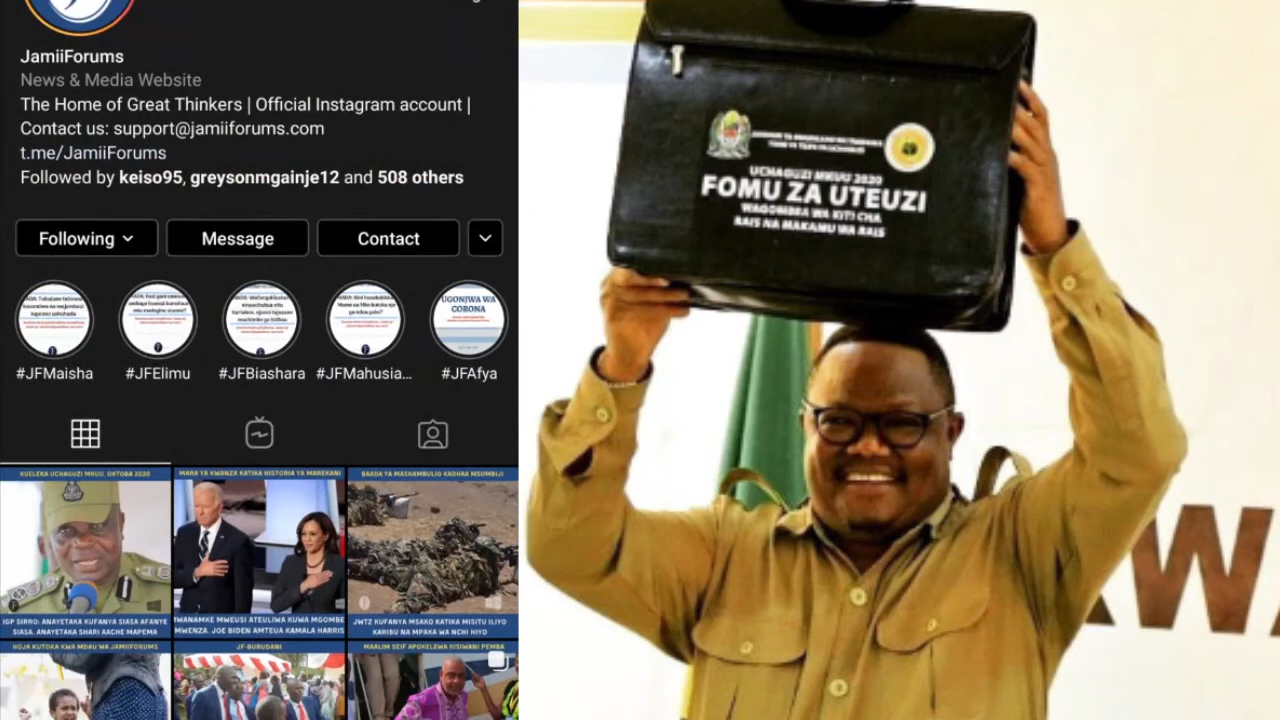 JamiiForums
News & Media Website
The Home of Great Thinkers | Official Instagram account |
Contact us: support@jamiiforums.com
t.me/JamiiForums
Followed by keiso95, greysonmgainje12 and 508 others
Following
Message
Contact
UGONJWA WA
CORONA
#JFMaisha
#JFElimu
#JFBiashara
#JFMahusia...
#JFAfya
KUELEKA UCHAGUZI MKUU, OKTOBA 2020
MARA YA KWANZA KATIKA HISTORIA YA MAREKANI
BAADA YA MASHAMBULIO KADHAA MSUMBIJI
IGP SIRRO: ANAYETAKA KUFANYA SIASA AFANYE
SIASA. ANAYETAKA SHARI AACHE MAPEMA
MWANAMKE MWEUSI ATEULIWA KUWA MGOMBE
MWENZA. JOE BIDEN AMTEUA KAMALA HARRIS
JWTZ KUFANYA MSAKO KATIKA MISITU ILIYO
KARIBU NA MPAKA WA NCHI HIYO
HOJA KUTOKA KWA MDAU WA JAMIIFORUMS
JF-BURUDANI
MAALIM SEIF APOKELEWA KISIWANI PEMBA
UCHAGUZI MKUU 2020
FOMU ZA UTEUZI
WAGOMBEA WA KITI CHA
RAIS NA MAKAMU WA RAIS
KW